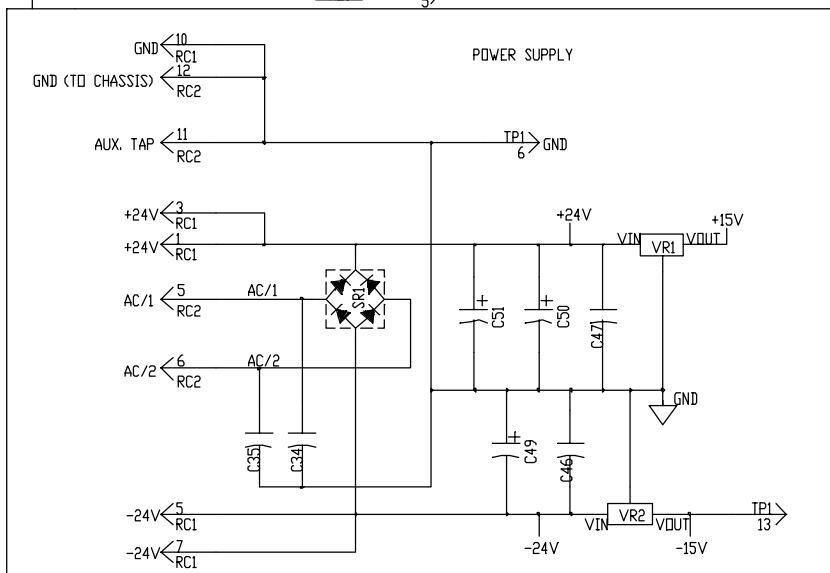 5,
10
GND
RC1
POWER SUPPLY
12
GND (TO CHASSIS)
RC2
11
AUX. TAP
RC2
TP1
GND
6
3
+24V
RC1
+24V
+15V
1
+24V
RC1
VIN
VR1
VOUT
5
AC/1
AC/1
RC2
SR1
+
C51
+
C50
C47
6
AC/2
AC/2
RC2
GND
C35
C34
+
C49
C46
5
-24V
RC1
VIN
VR2
VOUT
TP1
13
7
-24V
RC1
-24V
-15V